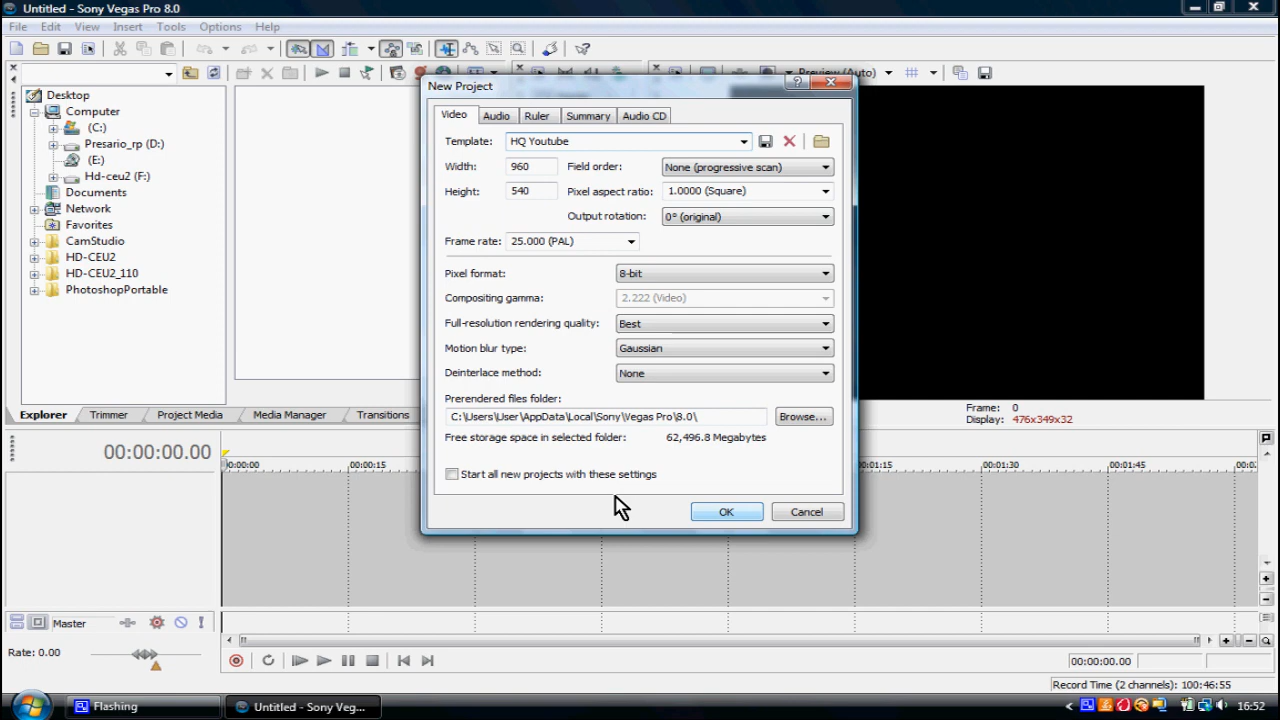 Untitled - Sony Vegas Pro 8.0
File Edit View Insert Tools Options Help
Preview (Auto)
Desktop
Computer
(C:)
Presario_rp (D:)
(E:)
Hd-ceu2 (F:)
Documents
Network
Favorites
CamStudio
HD-CEU2
HD-CEU2_110
PhotoshopPortable
Explorer Trimmer Project Media Media Manager Transitions
New Project
Video Audio Ruler Summary Audio CD
Template: HQ Youtube
Width: 960 Field order: None (progressive scan)
Height: 540 Pixel aspect ratio: 1.0000 (Square)
Output rotation: 0° (original)
Frame rate: 25.000 (PAL)
Pixel format: 8-bit
Compositing gamma: 2.222 (Video)
Full-resolution rendering quality: Best
Motion blur type: Gaussian
Deinterlace method: None
Prerendered files folder:
C:\Users\User\AppData\Local\Sony\Vegas Pro\8.0\ Browse...
Free storage space in selected folder: 62,496 Megabytes
Start all new projects with these settings
OK Cancel
Frame: 0
Display: 476x349x32
00:00:00.00
00:00:00 00:00:15 00:01:15 00:01:30 00:01:45
Master
Rate: 0.00
00:00:00.00
Record Time (2 channels): 100:46:55
Flashing Untitled - Sony Veg... 16:52